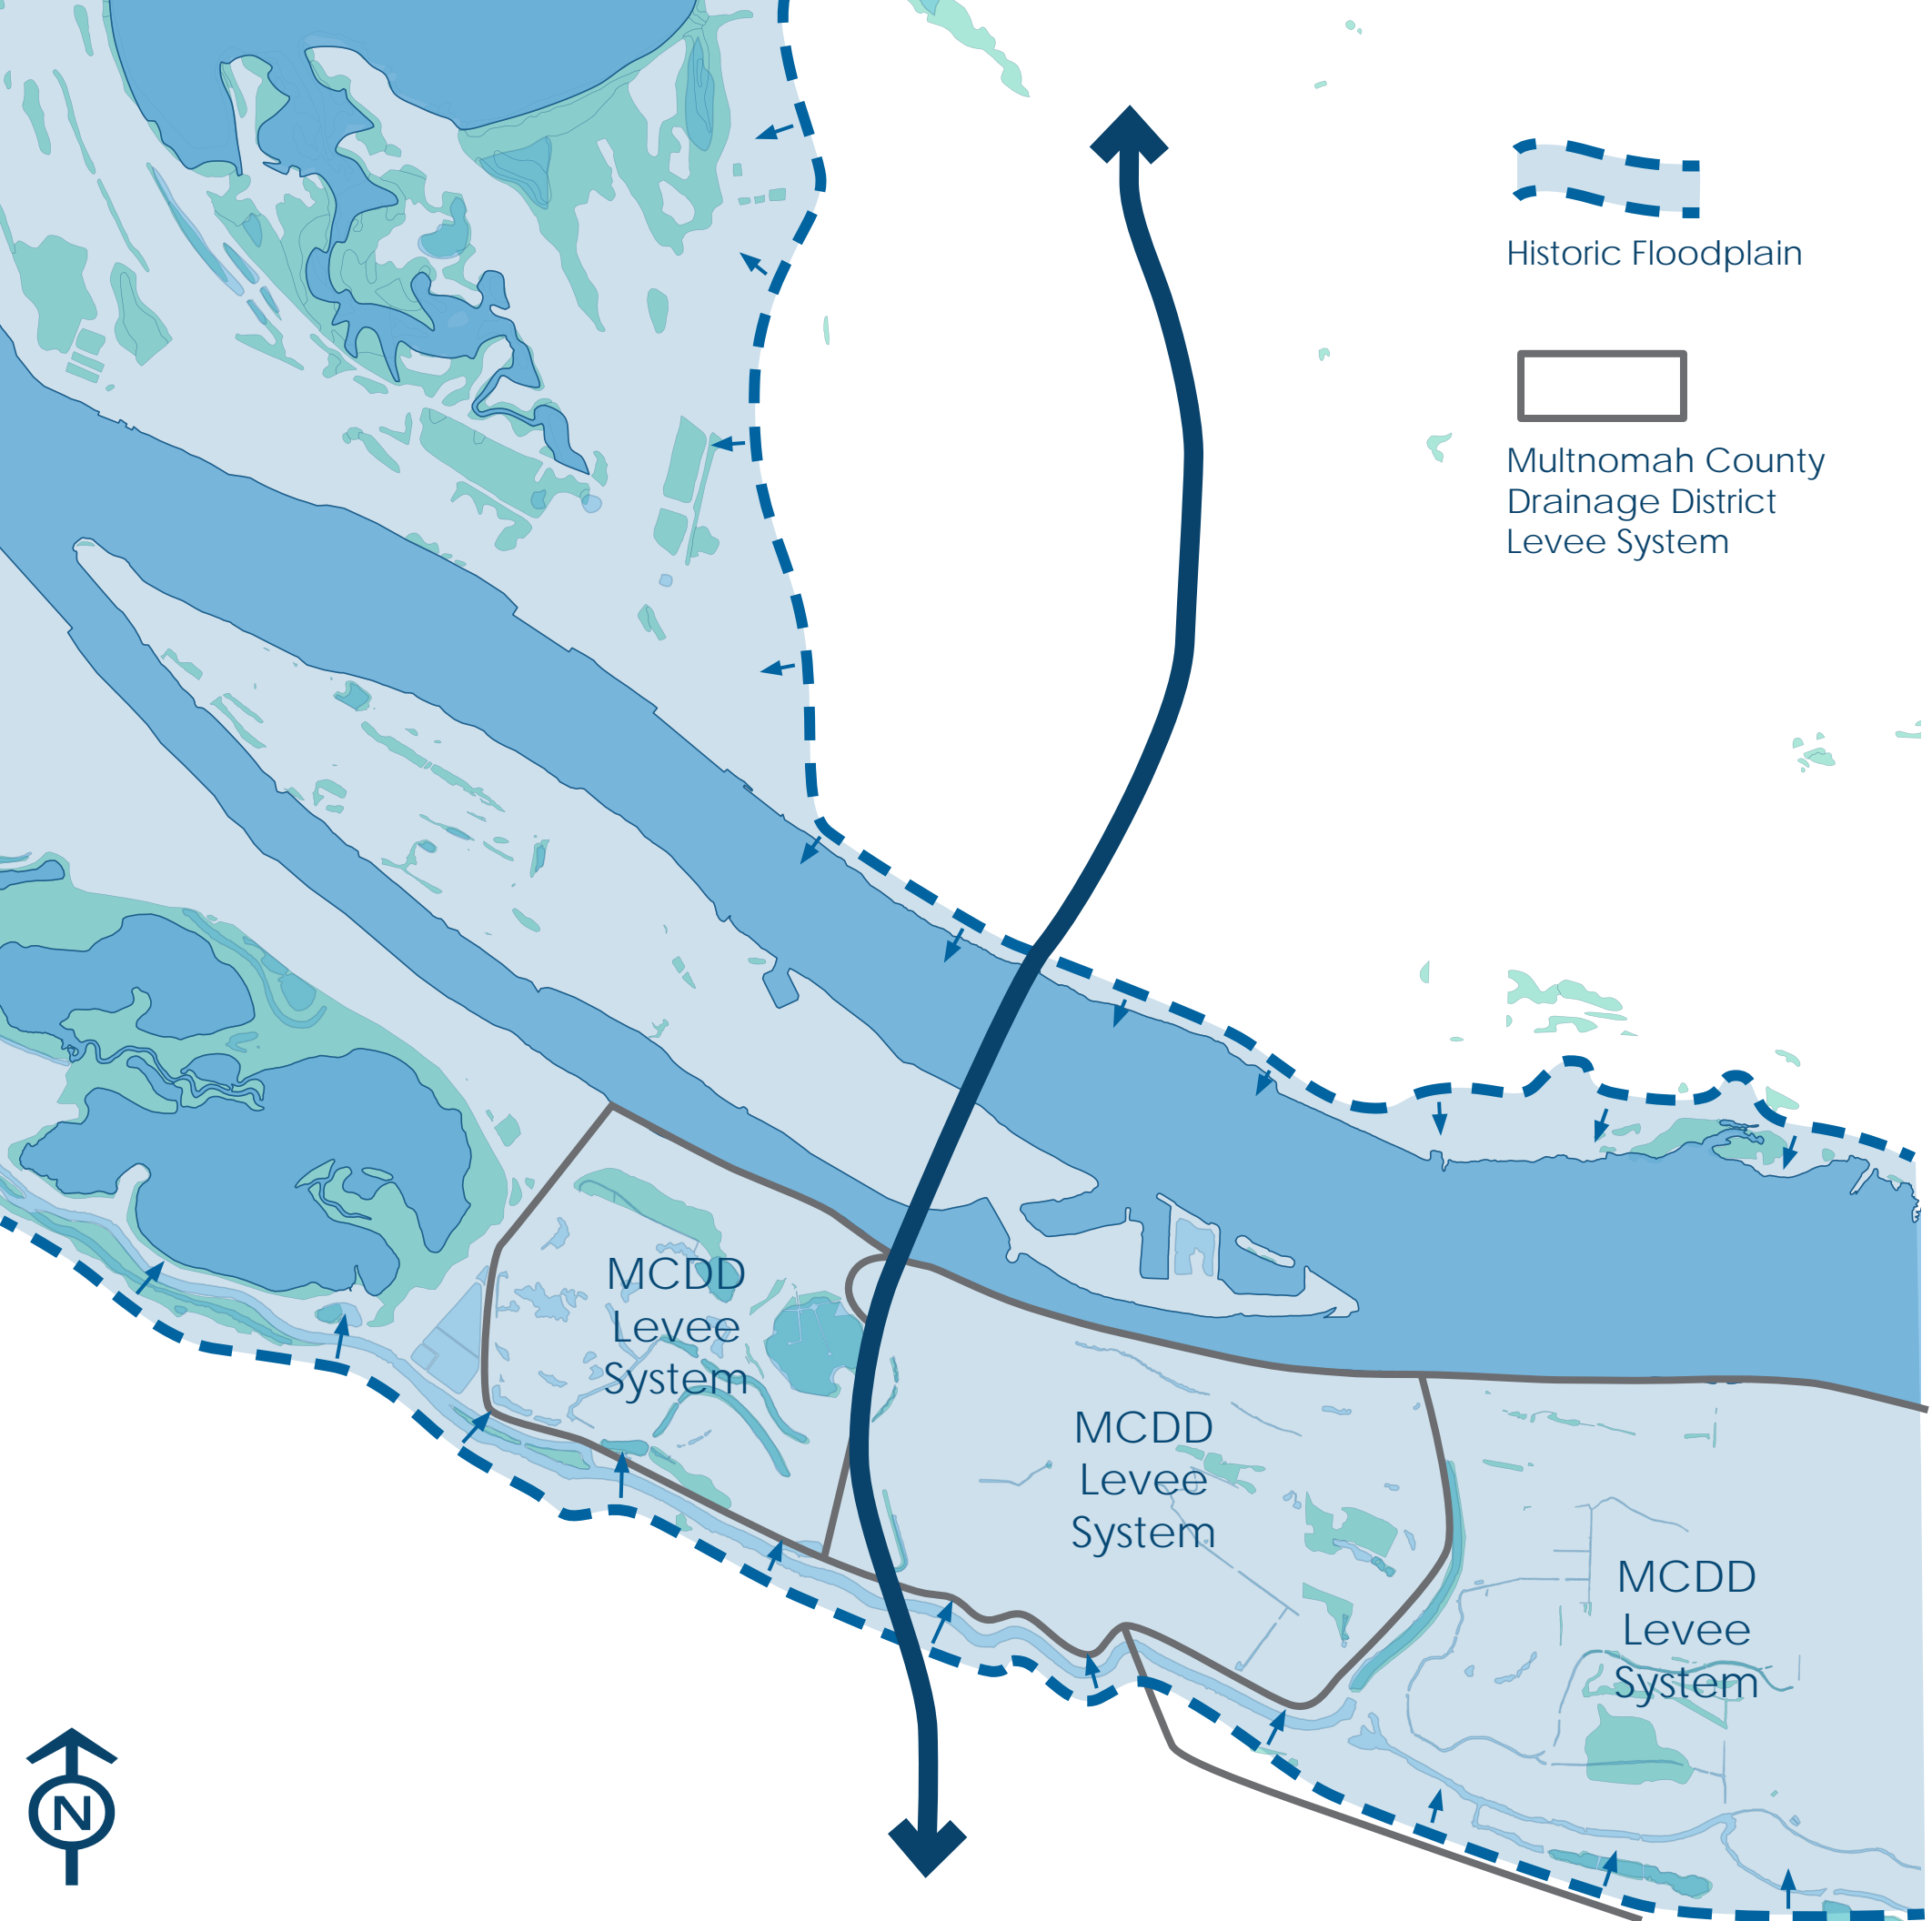 Historic Floodplain
Multnomah County
Drainage District
Levee System
MCDD
Levee
System
MCDD
Levee
System
MCDD
Levee
System
N